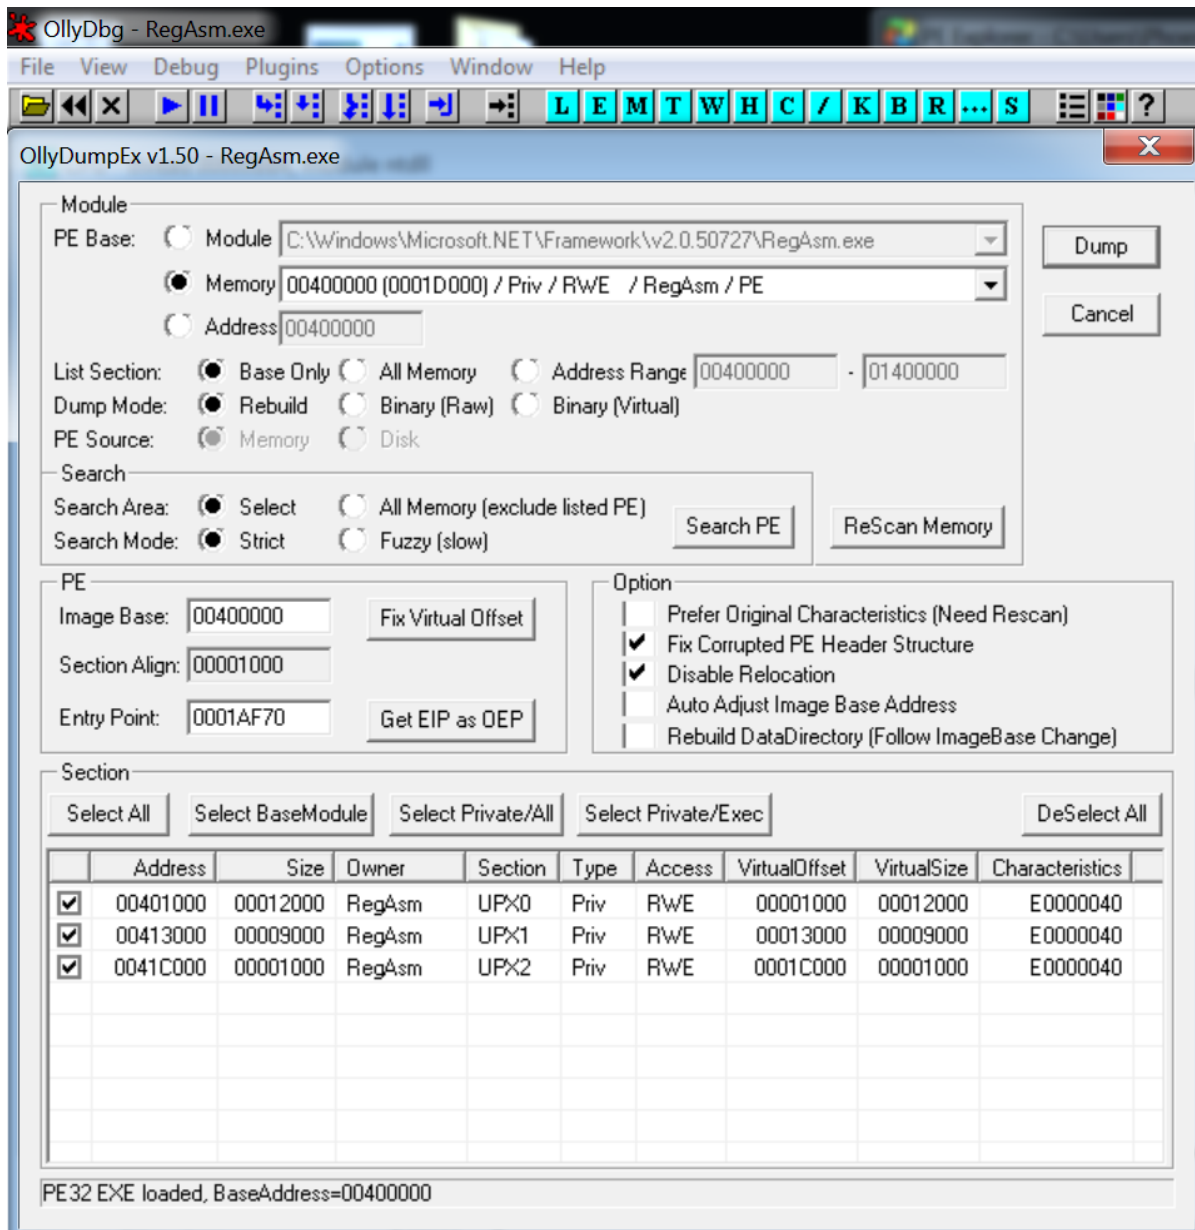 OllyDbg - RegAsm.exe
File View Debug Plugins Options Window Help
L E M T W H C / K B R ... S ?
OllyDumpEx v1.50 - RegAsm.exe
Module
PE Base: Module C:\Windows\Microsoft.NET\Framework\v2.0.50727\RegAsm.exe
Dump
Memory 00400000 (0001D000) / Priv / RWE / RegAsm / PE
Cancel
Address 00400000
List Section: Base Only All Memory Address Range 00400000 - 01400000
Dump Mode: Rebuild Binary (Raw) Binary (Virtual)
PE Source: Memory Disk
Search
Search Area: Select All Memory (exclude listed PE)
Search Mode: Strict Fuzzy (slow)
Search PE
ReScan Memory
PE
Image Base: 00400000 Fix Virtual Offset
Section Align: 00001000
Entry Point: 0001AF70 Get EIP as OEP
Option
Prefer Original Characteristics (Need Rescan)
Fix Corrupted PE Header Structure
Disable Relocation
Auto Adjust Image Base Address
Rebuild DataDirectory (Follow ImageBase Change)
Section
Select All Select BaseModule Select Private/All Select Private/Exec DeSelect All
Address Size Owner Section Type Access VirtualOffset VirtualSize Characteristics
00401000 00012000 RegAsm UPX0 Priv RWE 00001000 00012000 E0000040
00413000 00009000 RegAsm UPX1 Priv RWE 00013000 00009000 E0000040
0041C000 00001000 RegAsm UPX2 Priv RWE 0001C000 00001000 E0000040
PE32 EXE loaded, BaseAddress=00400000